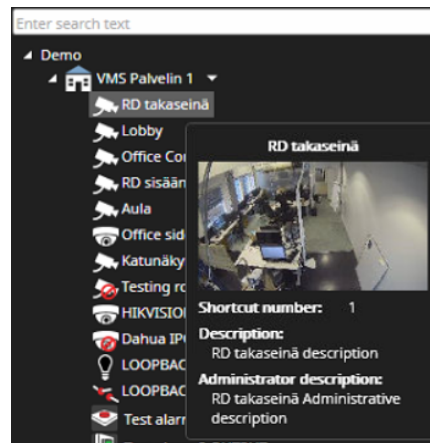 Enter search text
Demo
VMS Palvelin 1
RD takaseinä
Lobby
Office Co
RD sisään
Aula
Office sid
Katunäky
Testing ro
HIKVISIO
Dahua IP
LOOPBAC
LOOPBAC
Test alarr
RD takaseinä
Shortcut number: 1
Description:
RD takaseinä description
Administrator description:
RD takaseinä Administrative
description